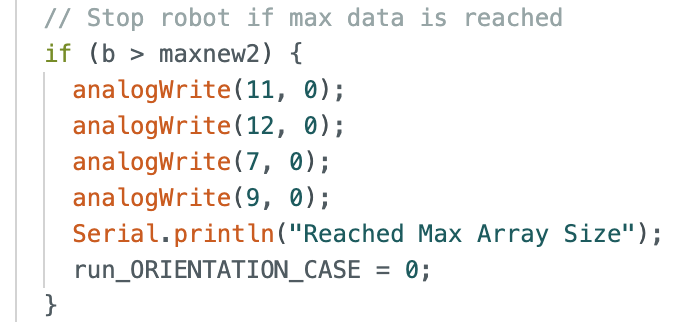 // Stop robot if max data is reached
if (b > maxnew2) {
analogWrite(11, 0);
analogWrite(12, 0);
analogWrite(7, 0);
analogWrite(9, 0);
Serial.println("Reached Max Array Size");
run_ORIENTATION_CASE = 0;
}